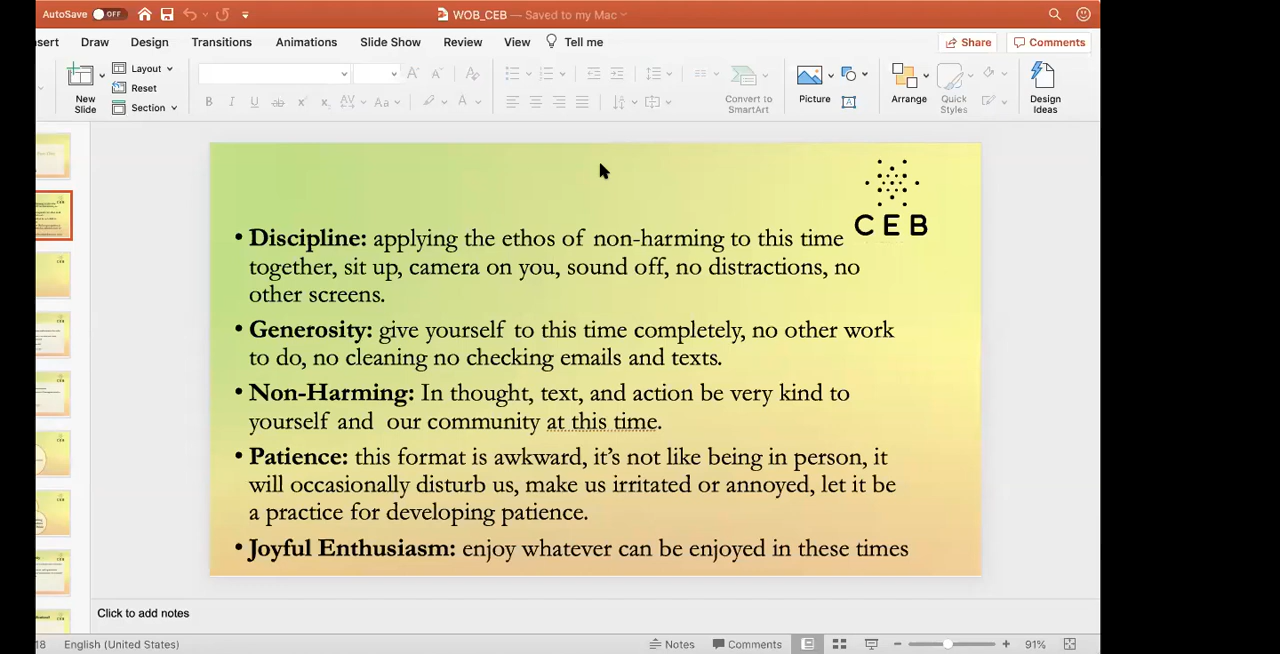 AutoSave OFF
WOB_CEB — Saved to my Mac
sert Draw Design Transitions Animations Slide Show Review View Tell me
Share Comments
New
Slide
Layout
Reset
Section
Convert to
SmartArt
Picture
Arrange
Quick
Styles
Design
Ideas
CEB
• Discipline: applying the ethos of non-harming to this time
together, sit up, camera on you, sound off, no distractions, no
other screens.
• Generosity: give yourself to this time completely, no other work
to do, no cleaning no checking emails and texts.
• Non-Harming: In thought, text, and action be very kind to
yourself and our community at this time.
• Patience: this format is awkward, it's not like being in person, it
will occasionally disturb us, make us irritated or annoyed, let it be
a practice for developing patience.
• Joyful Enthusiasm: enjoy whatever can be enjoyed in these times
Click to add notes
18 English (United States) Notes Comments 91%